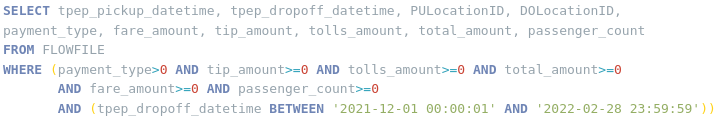 SELECT tpep_pickup_datetime, tpep_dropoff_datetime, PULocationID, DOLocationID,
payment_type, fare_amount, tip_amount, tolls_amount, total_amount, passenger_count
FROM FLOWFILE
WHERE (payment_type>0 AND tip_amount>=0 AND tolls_amount>=0 AND total_amount>=0
AND fare_amount>=0 AND passenger_count>=0
AND (tpep_dropoff_datetime BETWEEN '2021-12-01 00:00:01' AND '2022-02-28 23:59:59'))